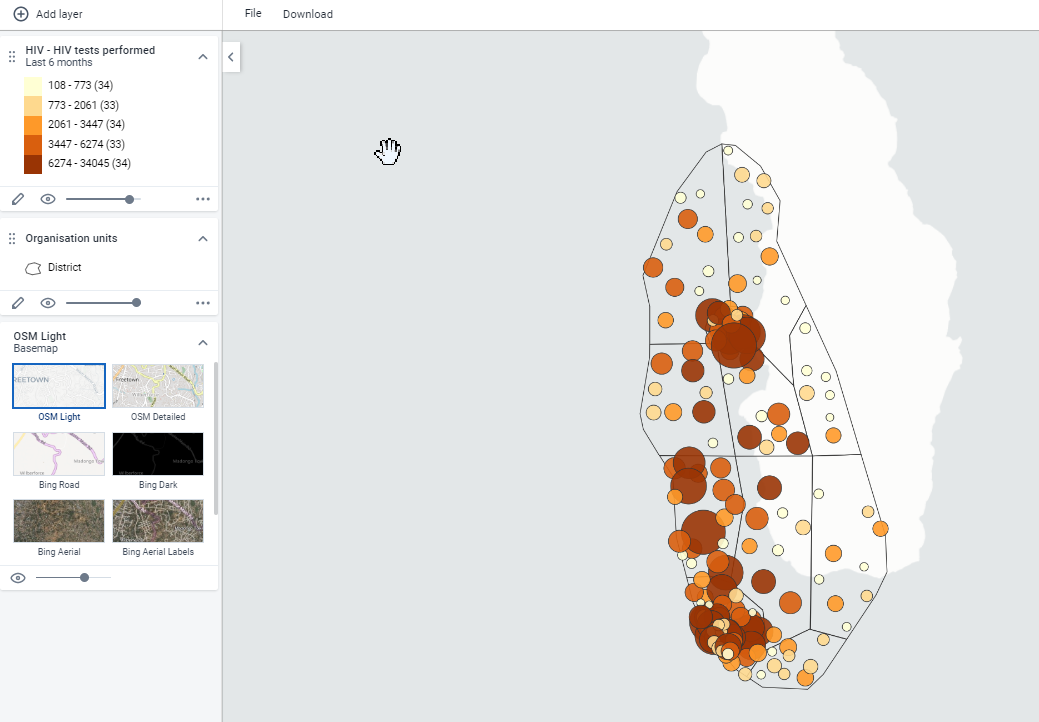 Add layer
File
Download
HIV - HIV tests performed
Last 6 months
108 - 773 (34)
773 - 2061 (33)
2061 - 3447 (34)
3447 - 6274 (33)
6274 - 34045 (34)
Organisation units
District
OSM Light
Basemap
REETOWN
Freetown
OSM Light
OSM Detailed
Wilberforce
Bing Road
Bing Dark
Bing Aerial
Bing Aerial Labels